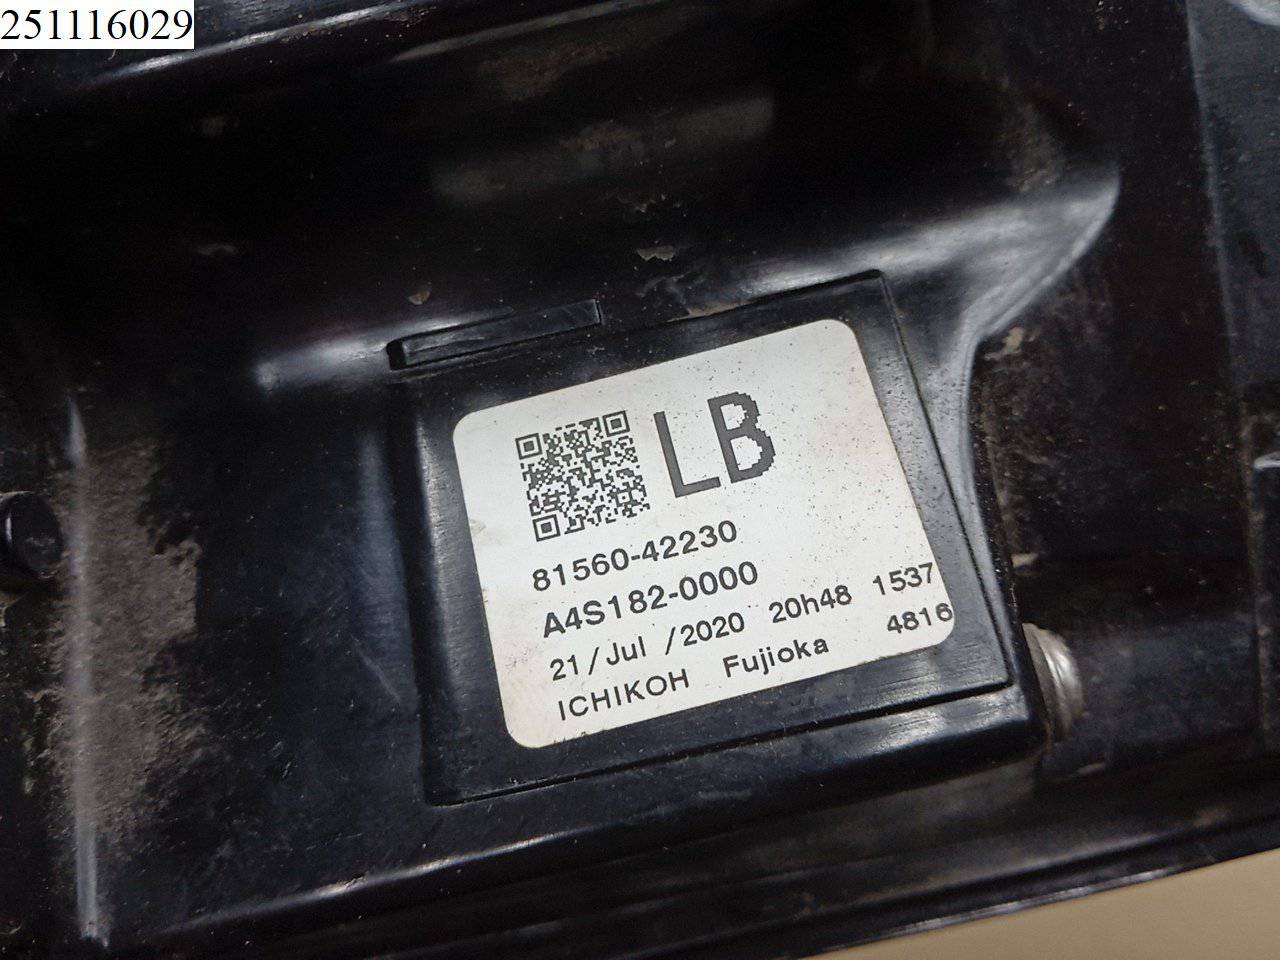 251116029
LB
81560-42230
A4S182-0000
21/Jul /2020 20h48 1537
ICHIKOH Fujioka 4816